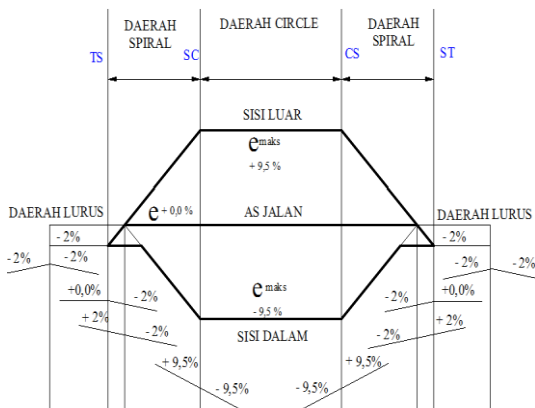 DAERAH
SPIRAL
DAERAH CIRCLE
DAERAH
SPIRAL
TS
SC
CS
ST
SISI LUAR
e maks
+ 9,5 %
DAERAH LURUS
e + 0,0 %
AS JALAN
DAERAH LURUS
- 2%
- 2%
- 2%
- 2%
- 2%
- 2%
- 2%
+0,0%
- 2%
e maks
- 9,5 %
- 2%
+0,0%
+ 2%
- 2%
SISI DALAM
- 2%
+ 2%
+ 9,5%
- 9,5%
- 9,5%
+ 9,5%